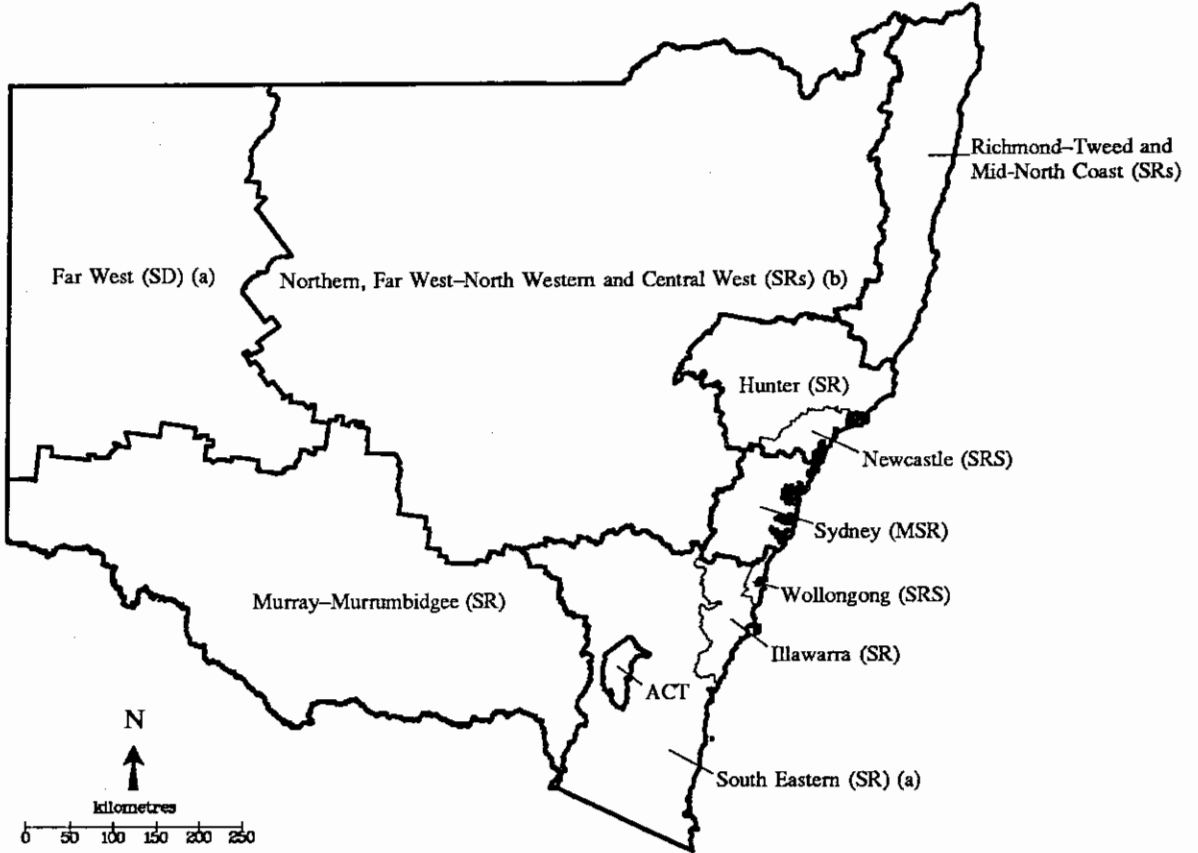 Richmond–Tweed and
Mid-North Coast (SRs)
Far West (SD) (a)
Northern, Far West–North Western and Central West (SRs) (b)
Hunter (SR)
Newcastle (SRS)
Sydney (MSR)
Wollongong (SRS)
Murray–Murrumbidgee (SR)
Illawarra (SR)
ACT
N
South Eastern (SR) (a)
kilometres
0 50 100 150 200 250